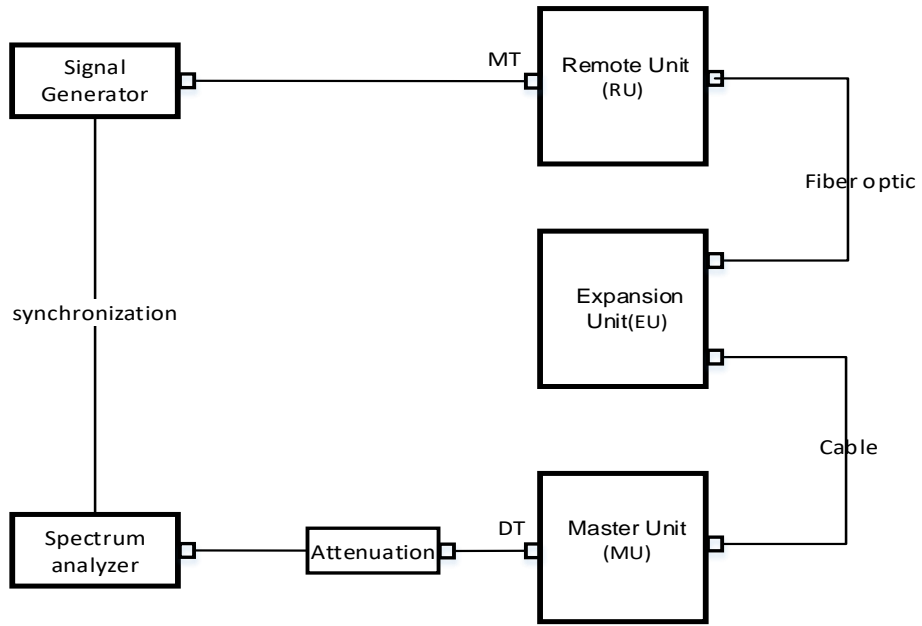 Signal
Generator
MT
Remote Unit
(RU)
Fiber optic
Expansion
Unit(EU)
synchronization
Cable
Spectrum
analyzer
Attenuation
DT
Master Unit
(MU)